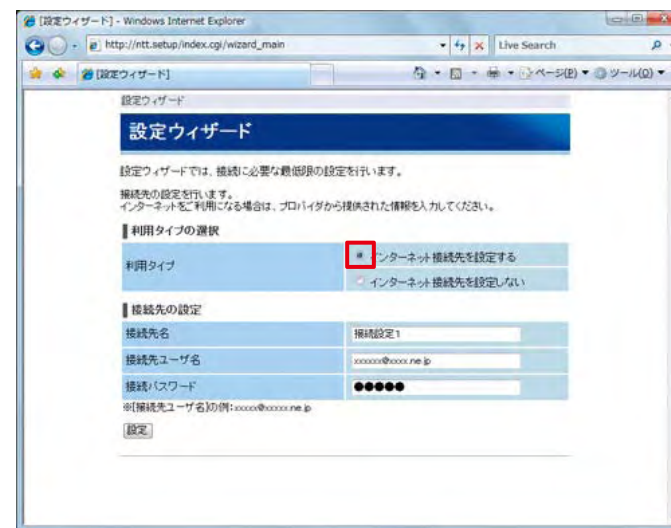 [設定ウィザード] - Windows Internet Explorer
http://ntt.setup/index.cgi/wizard_main
Live Search
[設定ウィザード]
ページ(P)
ツール(O)
設定ウィザード
設定ウィザード
設定ウィザードでは、接続に必要な最低限の設定を行います。
接続先の設定を行います。
インターネットをご利用になる場合は、プロバイダから提供された情報を入力してください。
利用タイプの選択
利用タイプ
インターネット接続先を設定する
インターネット接続先を設定しない
接続先の設定
接続先名
接続設定1
接続先ユーザ名
xxxxxx@xxxx.ne.jp
接続パスワード
●●●●●
※[接続先ユーザ名]の例:xxxxx@xxxxx.ne.jp
設定